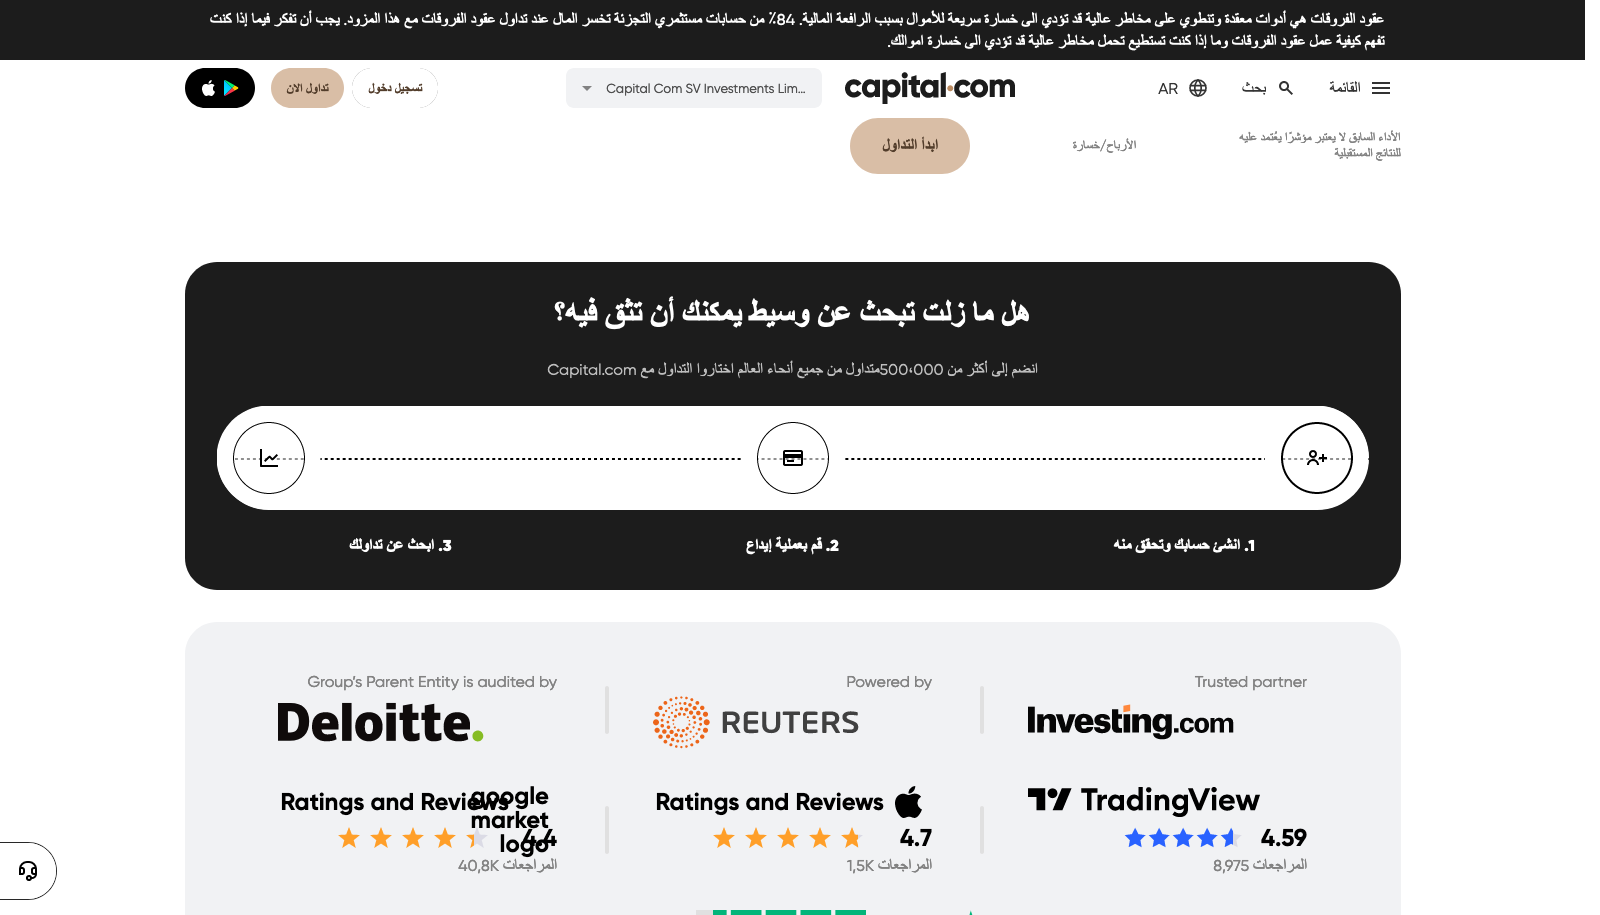 عقود الفروقات هي أدوات معقدة وتنطوي على مخاطر عالية قد تؤدي الى خسارة سريعة للأموال بسبب الرافعة المالية. 84٪ من حسابات مستثمري التجزئة تخسر المال عند تداول عقود الفروقات مع هذا المزود. يجب أن تفكر فيما إذا كنت
تفهم كيفية عمل عقود الفروقات وما إذا كنت تستطيع تحمل مخاطر عالية قد تؤدي الى خسارة اموالك.
القائمة
بحث
AR
capital.com
Capital Com SV Investments Lim...
تسجيل دخول
تداول الان
الأداء السابق لا يعتبر مؤشرًا يعُتمد عليه
للنتائج المستقبلية
الأرباح/خسارة
ابدأ التداول
هل ما زلت تبحث عن وسيط يمكنك أن تثق فيه؟
انضم إلى أكثر من 500،000متداول من جميع أنحاء العالم اختاروا التداول مع Capital.com
1. انشئ حسابك وتحقق منه
2. قم بعملية إيداع
3. ابحث عن تداولك
Trusted partner
Investing.com
Powered by
REUTERS
Group's Parent Entity is audited by
Deloitte.
TradingView
4.59
المراجعات 8,975
Ratings and Reviews
4.7
المراجعات 1,5K
Ratings and Reviews
google
market
logo
4.4
المراجعات 40,8K